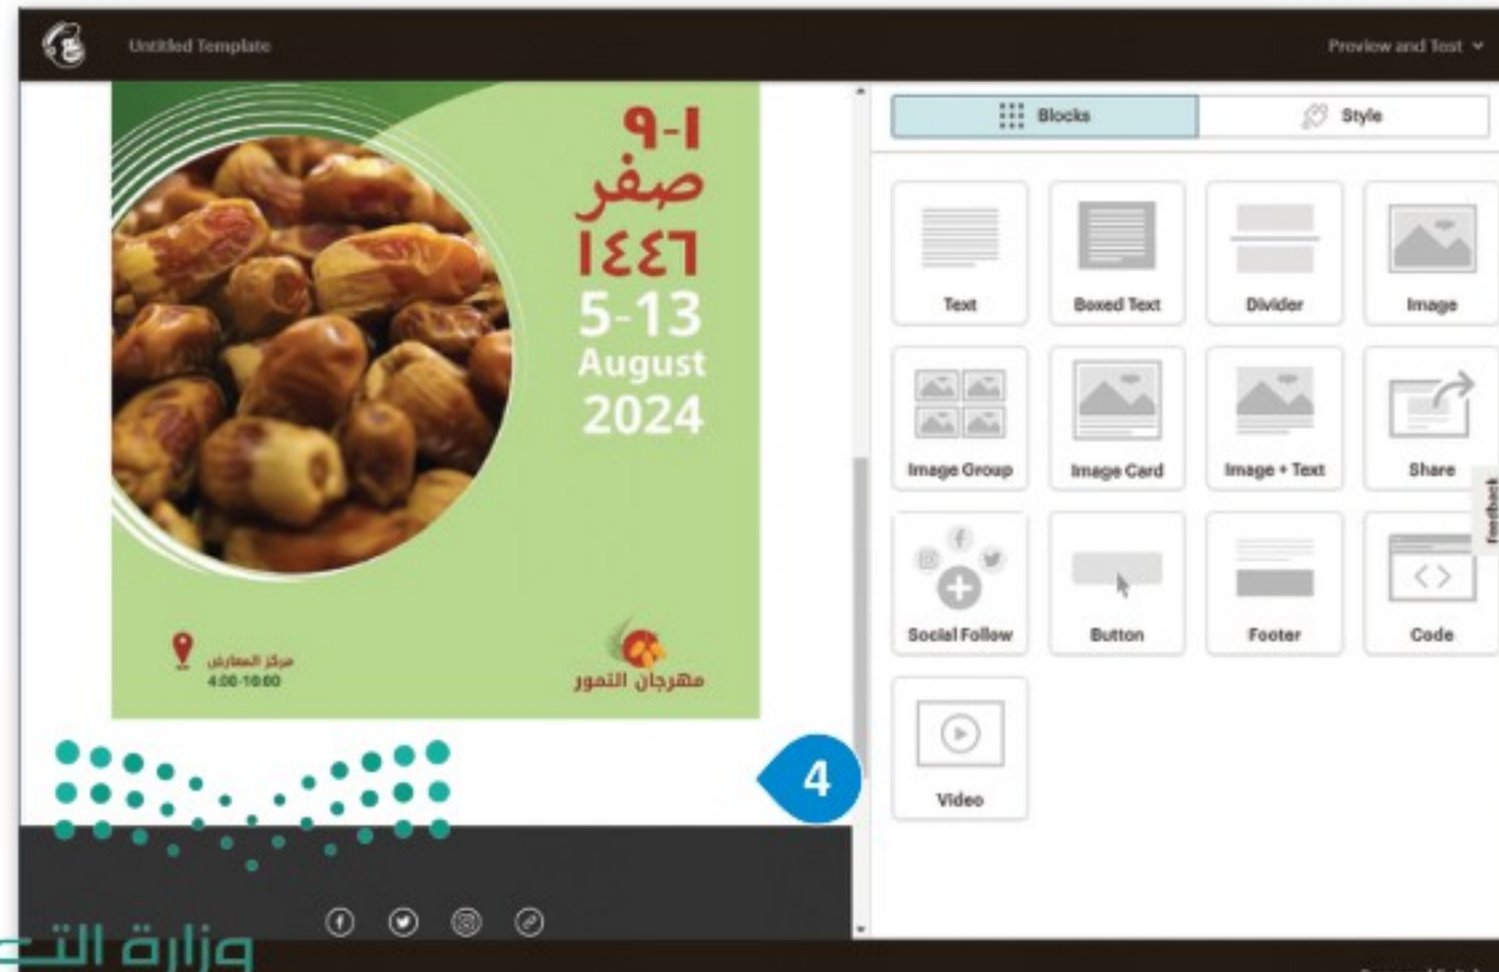 Untitled Template
Preview and Test
١-٩
صفر
١٤٤٦
5-13
August
2024
مركز المعارض
4:00-10:00
مهرجان التمور
Blocks
Style
Text
Boxed Text
Divider
Image
Image Group
Image Card
Image + Text
Share
Feedback
Social Follow
Button
Footer
Code
Video
4
وزارة